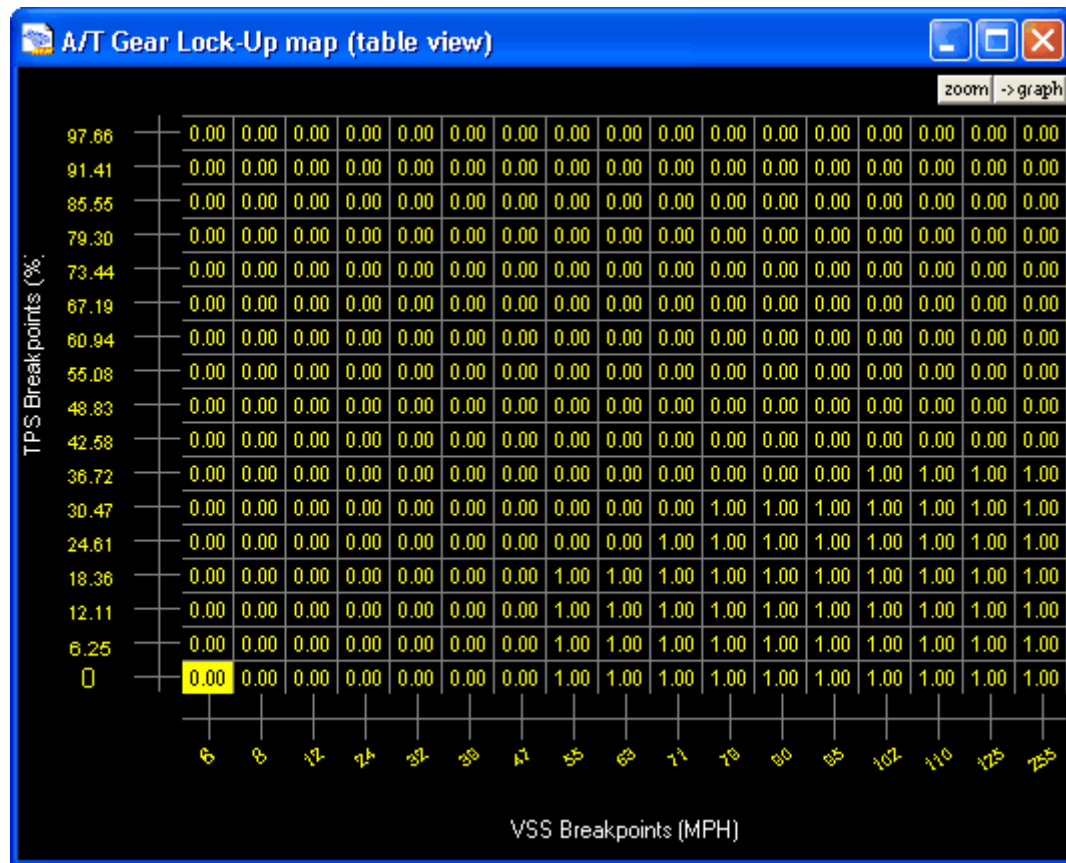 A/T Gear Lock-Up map (table view)
zoom ->graph
TPS Breakpoints (%)
97.66 0.00 0.00 0.00 0.00 0.00 0.00 0.00 0.00 0.00 0.00 0.00 0.00 0.00 0.00 0.00 0.00 0.00
91.41 0.00 0.00 0.00 0.00 0.00 0.00 0.00 0.00 0.00 0.00 0.00 0.00 0.00 0.00 0.00 0.00 0.00
85.55 0.00 0.00 0.00 0.00 0.00 0.00 0.00 0.00 0.00 0.00 0.00 0.00 0.00 0.00 0.00 0.00 0.00
79.30 0.00 0.00 0.00 0.00 0.00 0.00 0.00 0.00 0.00 0.00 0.00 0.00 0.00 0.00 0.00 0.00 0.00
73.44 0.00 0.00 0.00 0.00 0.00 0.00 0.00 0.00 0.00 0.00 0.00 0.00 0.00 0.00 0.00 0.00 0.00
67.19 0.00 0.00 0.00 0.00 0.00 0.00 0.00 0.00 0.00 0.00 0.00 0.00 0.00 0.00 0.00 0.00 0.00
60.94 0.00 0.00 0.00 0.00 0.00 0.00 0.00 0.00 0.00 0.00 0.00 0.00 0.00 0.00 0.00 0.00 0.00
55.08 0.00 0.00 0.00 0.00 0.00 0.00 0.00 0.00 0.00 0.00 0.00 0.00 0.00 0.00 0.00 0.00 0.00
48.83 0.00 0.00 0.00 0.00 0.00 0.00 0.00 0.00 0.00 0.00 0.00 0.00 0.00 0.00 0.00 0.00 0.00
42.58 0.00 0.00 0.00 0.00 0.00 0.00 0.00 0.00 0.00 0.00 0.00 0.00 0.00 0.00 0.00 0.00 0.00
36.72 0.00 0.00 0.00 0.00 0.00 0.00 0.00 0.00 0.00 0.00 0.00 0.00 0.00 1.00 1.00 1.00 1.00
30.47 0.00 0.00 0.00 0.00 0.00 0.00 0.00 0.00 0.00 0.00 1.00 1.00 1.00 1.00 1.00 1.00 1.00
24.61 0.00 0.00 0.00 0.00 0.00 0.00 0.00 0.00 0.00 1.00 1.00 1.00 1.00 1.00 1.00 1.00 1.00
18.36 0.00 0.00 0.00 0.00 0.00 0.00 0.00 1.00 1.00 1.00 1.00 1.00 1.00 1.00 1.00 1.00 1.00
12.11 0.00 0.00 0.00 0.00 0.00 0.00 0.00 1.00 1.00 1.00 1.00 1.00 1.00 1.00 1.00 1.00 1.00
6.25 0.00 0.00 0.00 0.00 0.00 0.00 0.00 1.00 1.00 1.00 1.00 1.00 1.00 1.00 1.00 1.00 1.00
0 0.00 0.00 0.00 0.00 0.00 0.00 0.00 1.00 1.00 1.00 1.00 1.00 1.00 1.00 1.00 1.00 1.00
6 8 12 24 32 39 47 55 63 71 79 95 102 110 125 255
VSS Breakpoints (MPH)